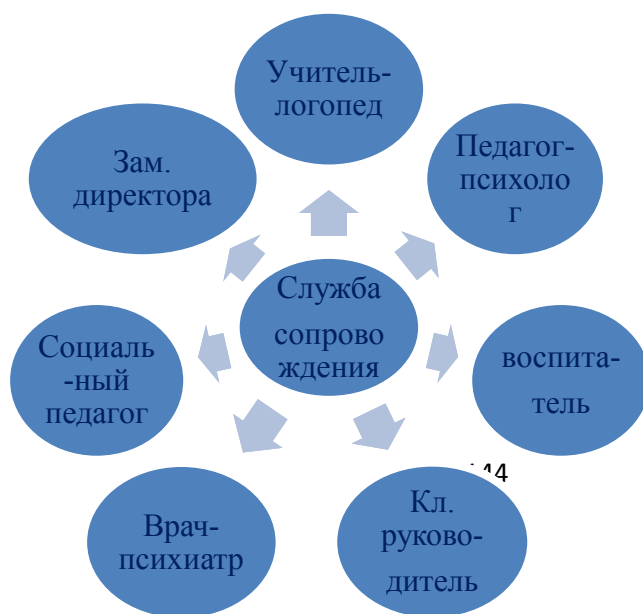 Учитель-
логопед
Педагог-
психоло
г
воспита-
тель
Кл.
руково-
дитель
Врач-
психиатр
Социаль
-ный
педагог
Зам.
директора
Служба
сопрово
ждения